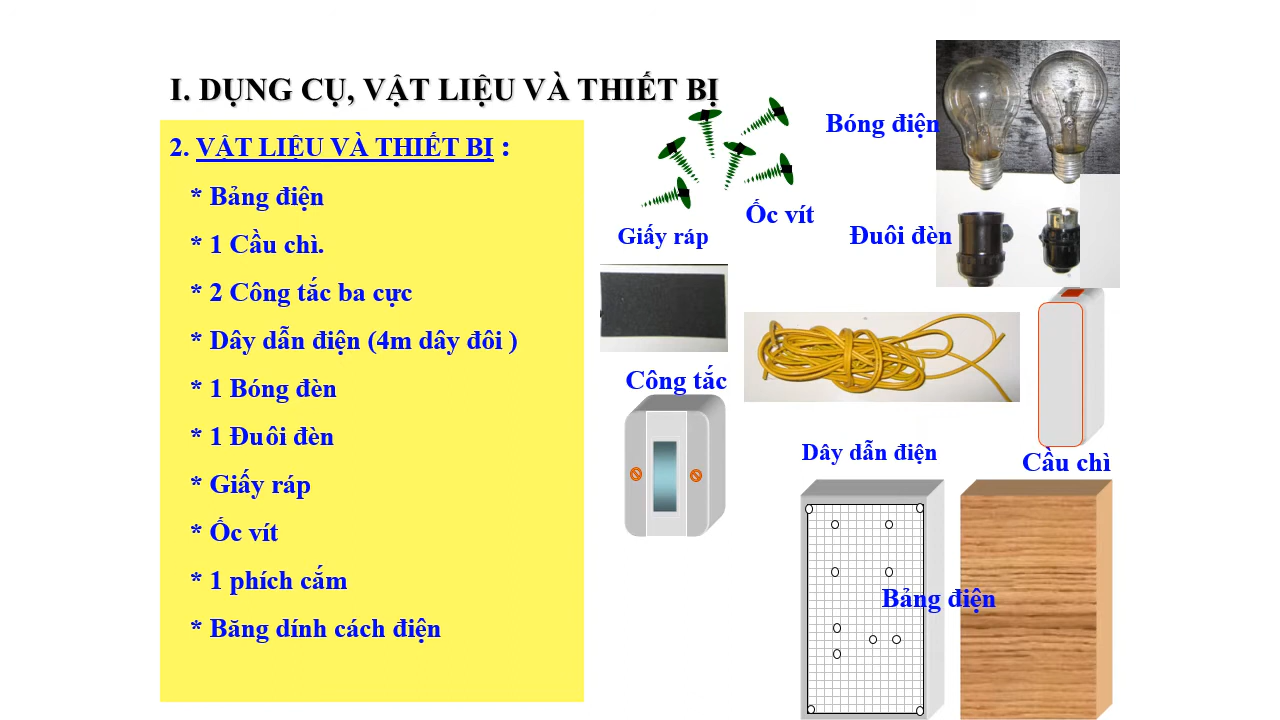 I. DỤNG CỤ, VẬT LIỆU VÀ THIẾT BỊ
2. VẬT LIỆU VÀ THIẾT BỊ :
* Bảng điện
* 1 Cầu chì.
* 2 Công tắc ba cực
* Dây dẫn điện (4m dây đôi )
* 1 Bóng đèn
* 1 Đuôi đèn
* Giấy ráp
* Ốc vít
* 1 phích cắm
* Băng dính cách điện
Bóng điện
Ốc vít
Giấy ráp
Đuôi đèn
Công tắc
Dây dẫn điện
Cầu chì
Bảng điện